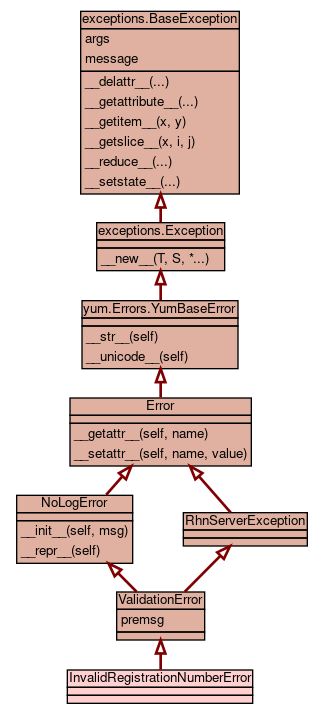 exceptions.BaseException
args
message
__delattr__(...)
__getattribute__(...)
__getitem__(x, y)
__getslice__(x, i, j)
__reduce__(...)
__setstate__(...)
exceptions.Exception
__new__(T, S, *...)
yum.Errors.YumBaseError
__str__(self)
__unicode__(self)
Error
__getattr__(self, name)
__setattr__(self, name, value)
NoLogError
__init__(self, msg)
__repr__(self)
RhnServerException
ValidationError
premsg
InvalidRegistrationNumberError